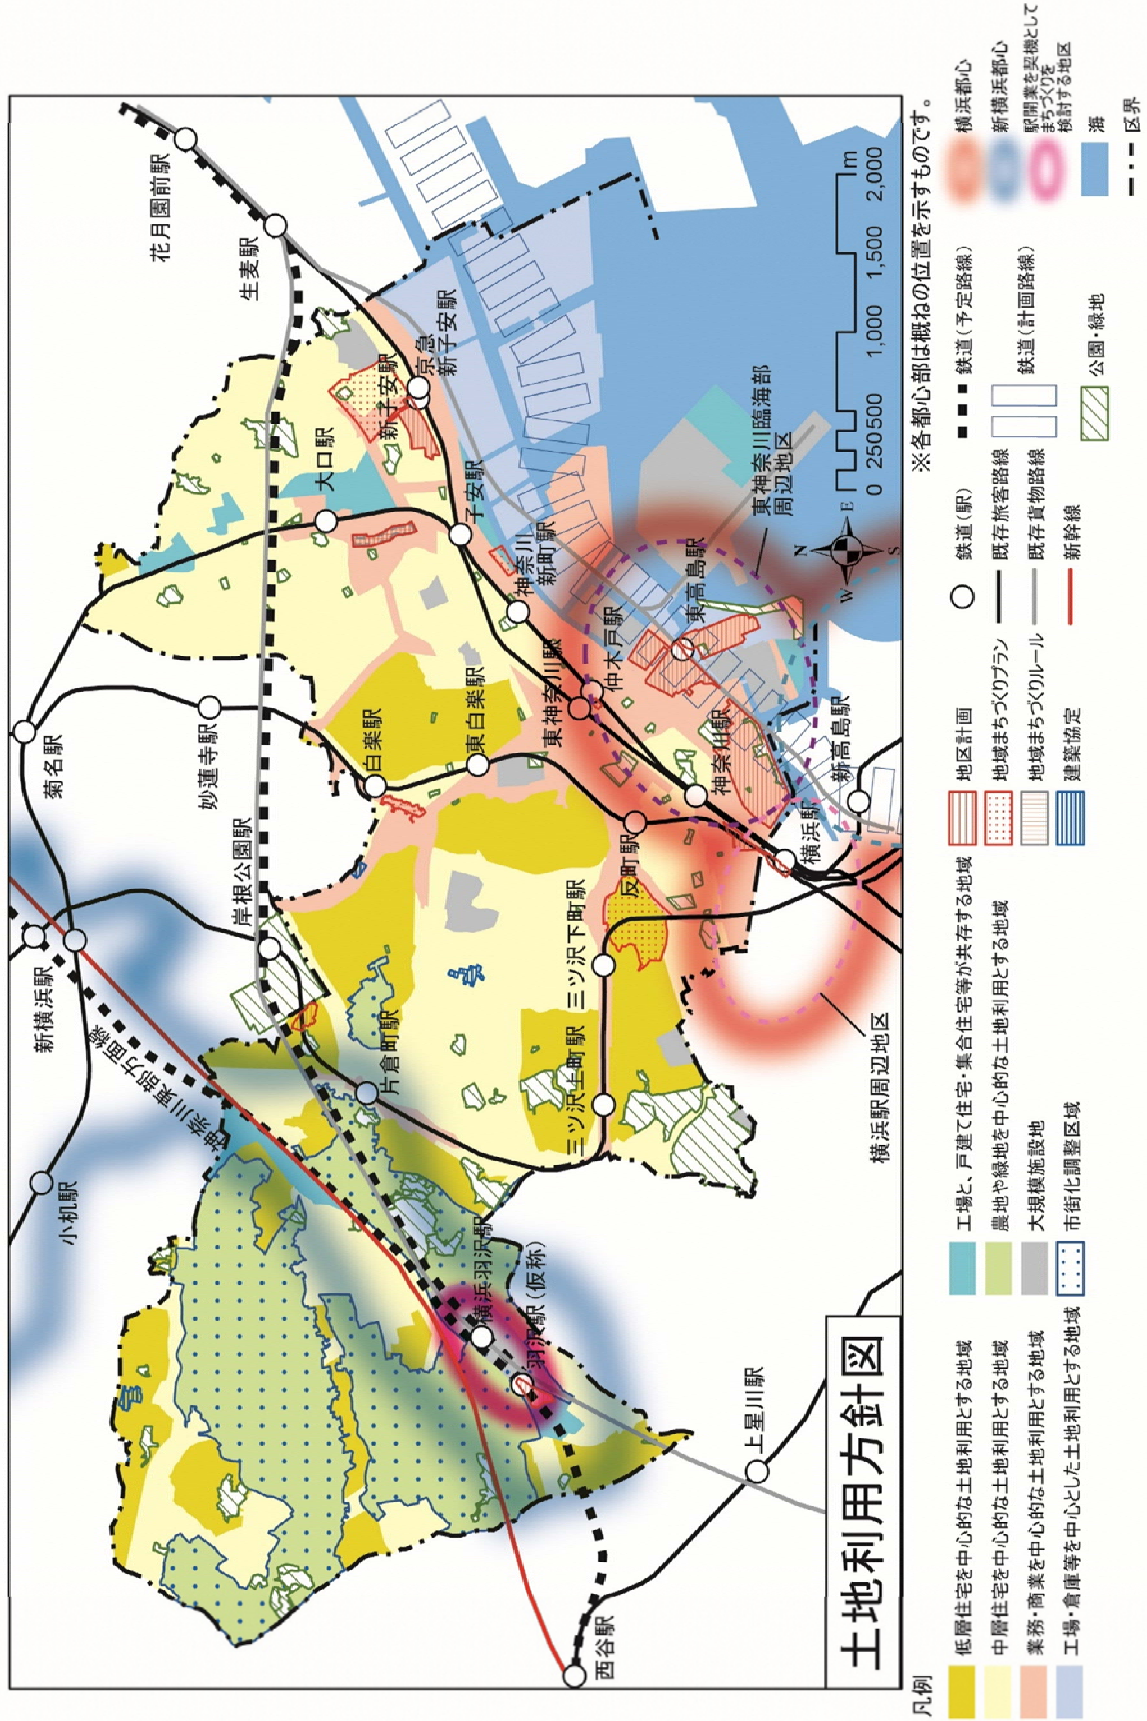 土地利用方針図
花月園前駅
生麦駅
京急
新子安駅
新子安駅
大口駅
子安駅
神奈川
新町駅
菊名駅
妙蓮寺駅
白楽駅
東白楽駅
東神奈川駅
仲木戸駅
東高島駅
東神奈川臨海部
周辺地区
神奈川駅
新高島駅
横浜駅
反町駅
岸根公園駅
新横浜駅
神奈川東部方面線
小机駅
片倉町駅
三ツ沢下町駅
三ツ沢上町駅
横浜駅周辺地区
横浜羽沢駅
羽沢駅(仮称)
上星川駅
西谷駅
N
E
S
W
0 250 500 1,000 1,500 2,000 m
※各都心部は概ねの位置を示すものです。
凡例
低層住宅を中心的な土地利用とする地域
中層住宅を中心的な土地利用とする地域
業務・商業を中心的な土地利用とする地域
工場・倉庫等を中心とした土地利用とする地域
工場と、戸建て住宅・集合住宅等が共存する地域
農地や緑地を中心的な土地利用とする地域
大規模施設地
市街化調整区域
地区計画
地域まちづくりプラン
地域まちづくりルール
建築協定
鉄道(駅)
既存旅客路線
既存貨物路線
新幹線
鉄道(予定路線)
鉄道(計画路線)
公園・緑地
横浜都心
新横浜都心
駅開業を契機として
まちづくりを
検討する地区
海
区界